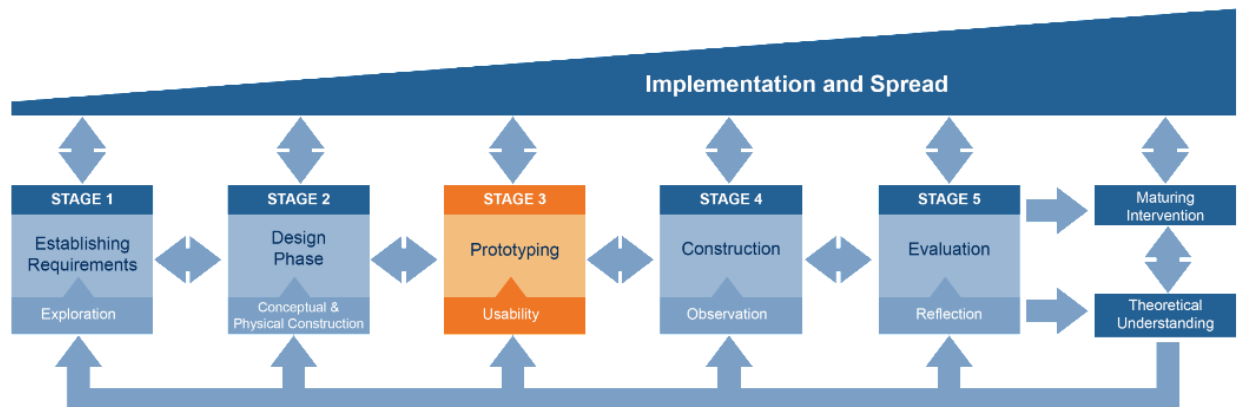 Implementation and Spread
STAGE 1
Establishing
Requirements
Exploration
STAGE 2
Design
Phase
Conceptual &
Physical Construction
STAGE 3
Prototyping
Usability
STAGE 4
Construction
Observation
STAGE 5
Evaluation
Reflection
Maturing
Intervention
Theoretical
Understanding